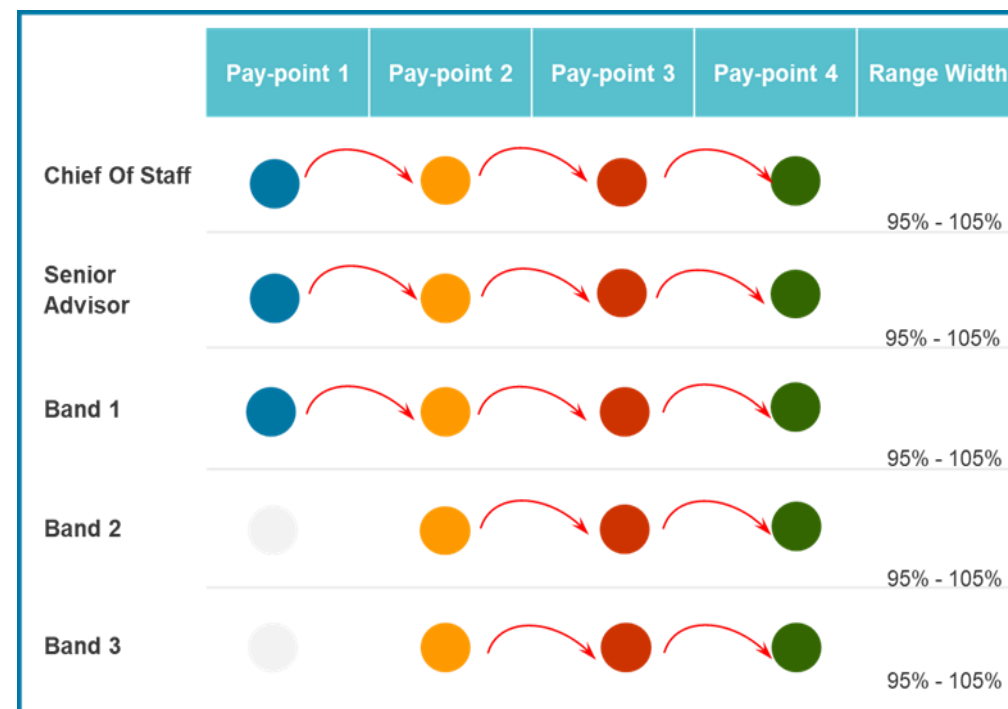 Pay-point 1 Pay-point 2 Pay-point 3 Pay-point 4 Range Width
Chief Of Staff
95% - 105%
Senior
Advisor
95% - 105%
Band 1
95% - 105%
Band 2
95% - 105%
Band 3
95% - 105%